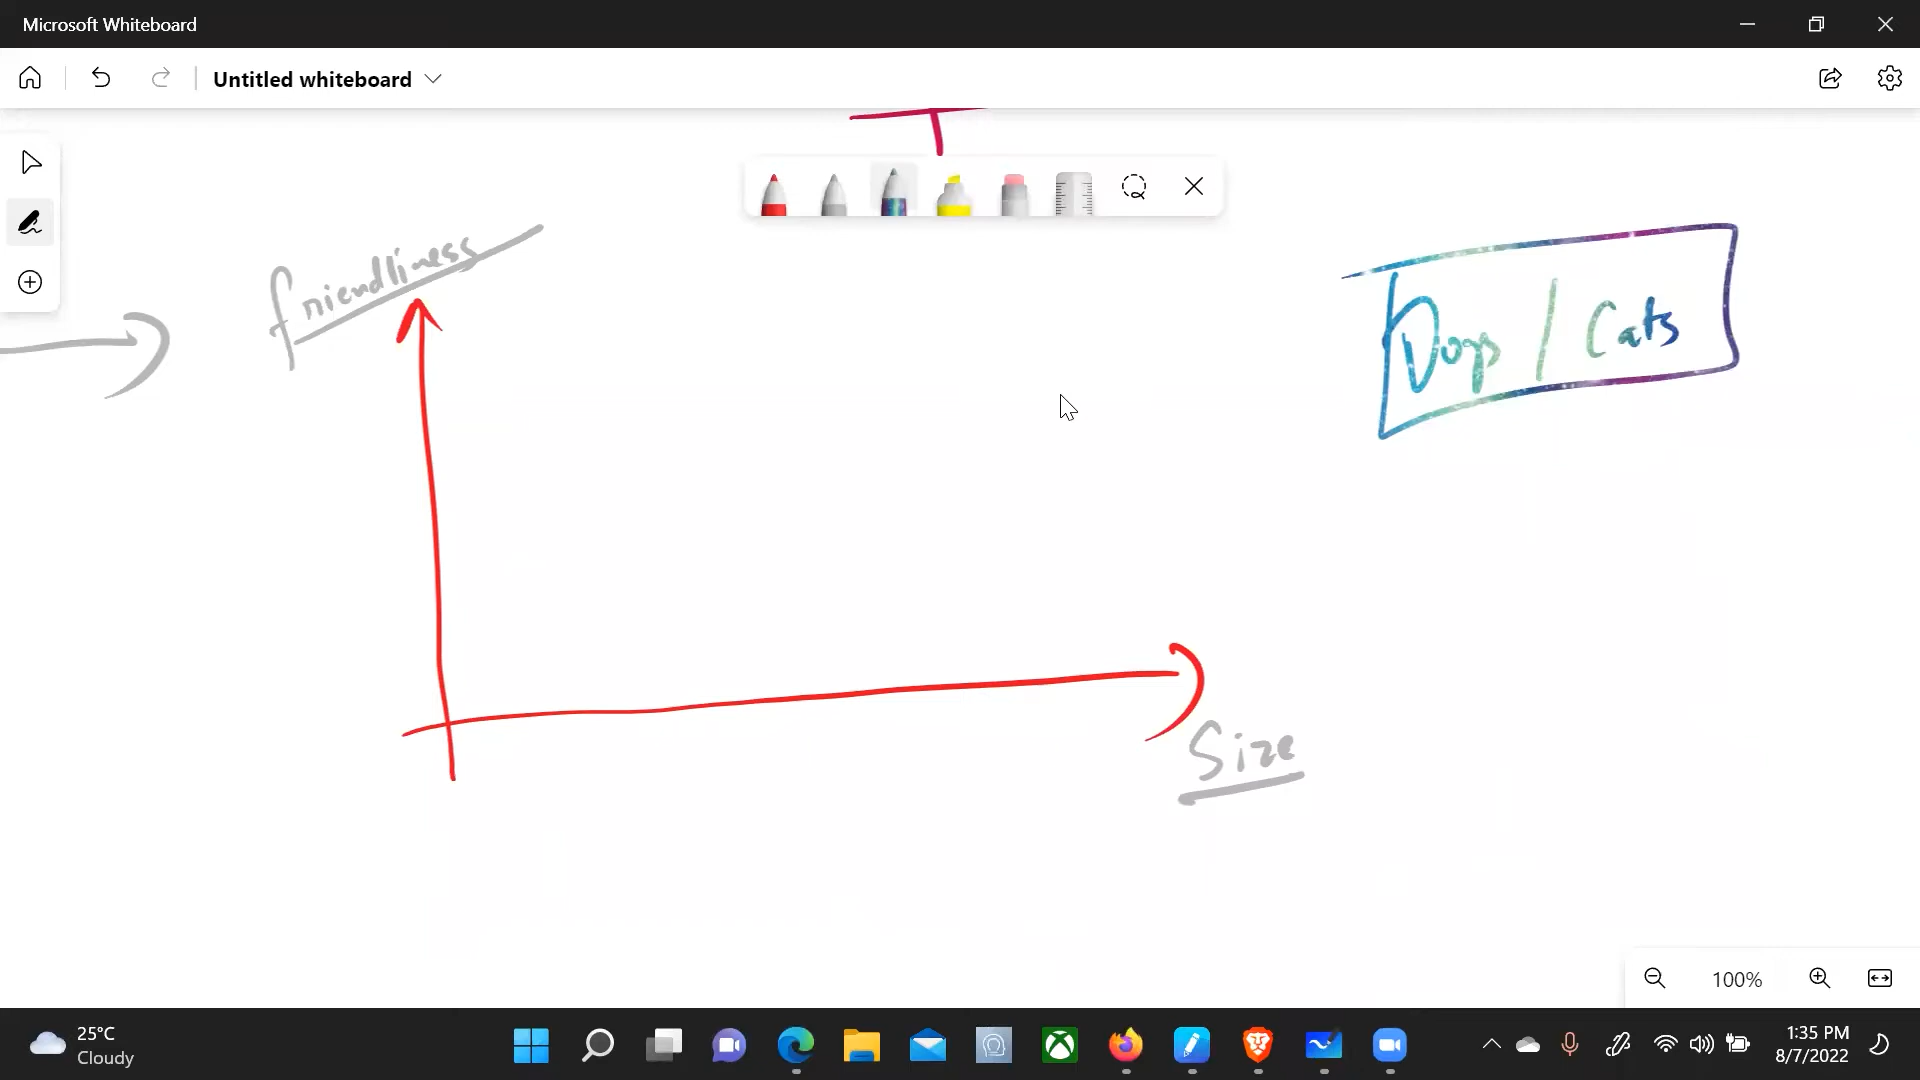 Microsoft Whiteboard
Untitled whiteboard
friendliness
Dogs / Cats
Size
100%
25°C
Cloudy
1:35 PM
8/7/2022